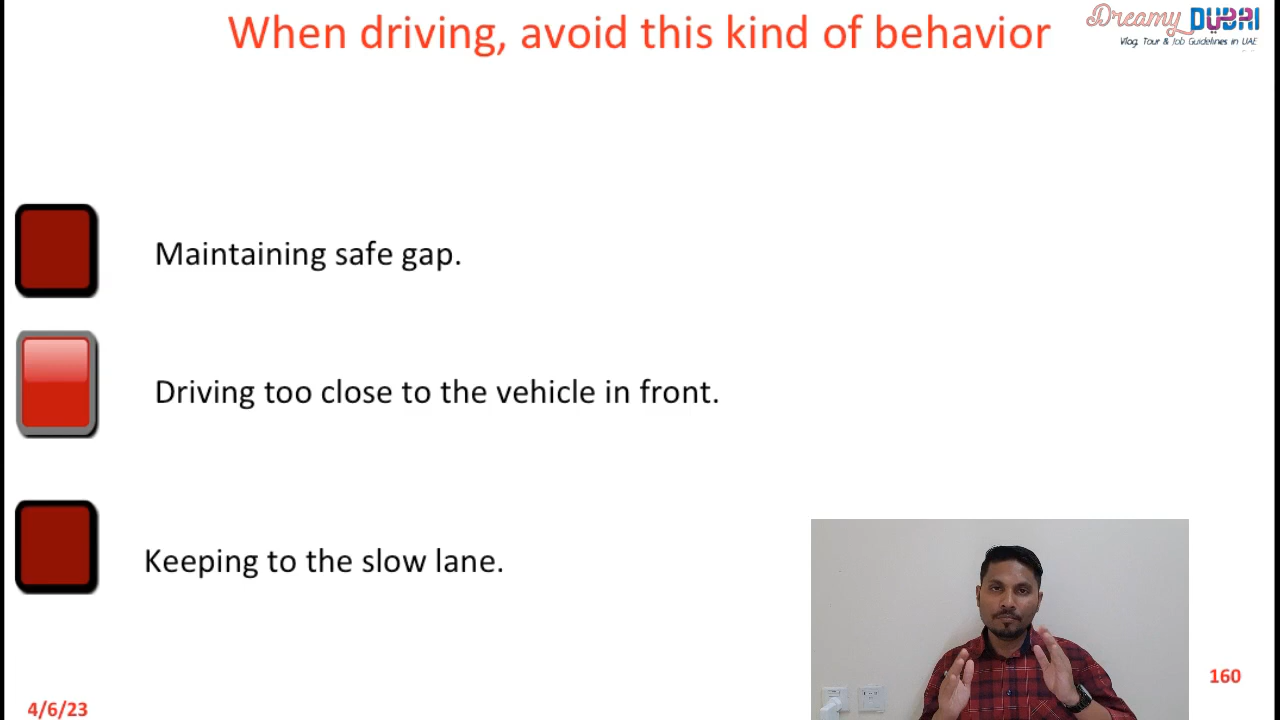 When driving, avoid this kind of behavior
Dreamy DUBAI
Vlog, Tour & Job Guidelines in UAE
Maintaining safe gap.
Driving too close to the vehicle in front.
Keeping to the slow lane.
160
4/6/23